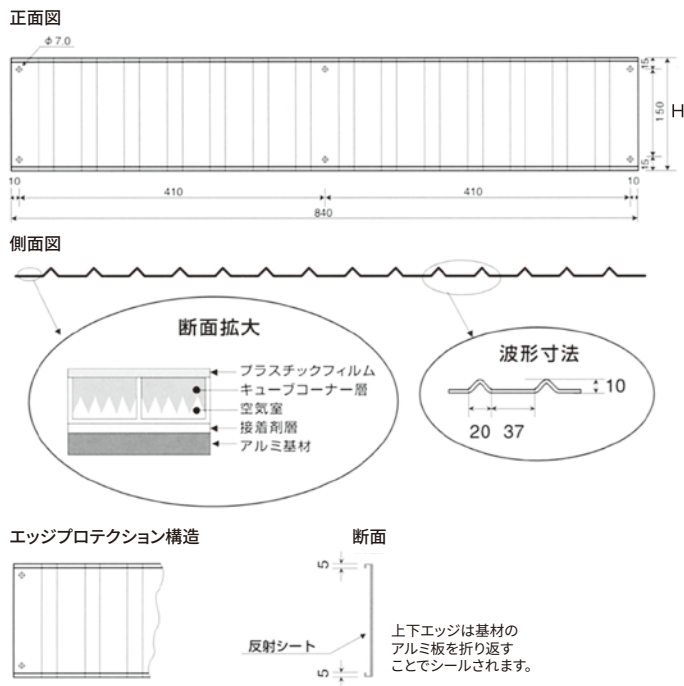 正面図
φ7.0
15
150
H
15
10
410
410
10
840
側面図
断面拡大
プラスチックフィルム
キューブコーナー層
空気室
接着剤層
アルミ基材
波形寸法
10
20
37
エッジプロテクション構造
断面
5
反射シート
5
上下エッジは基材の
アルミ板を折り返す
ことでシールされます。